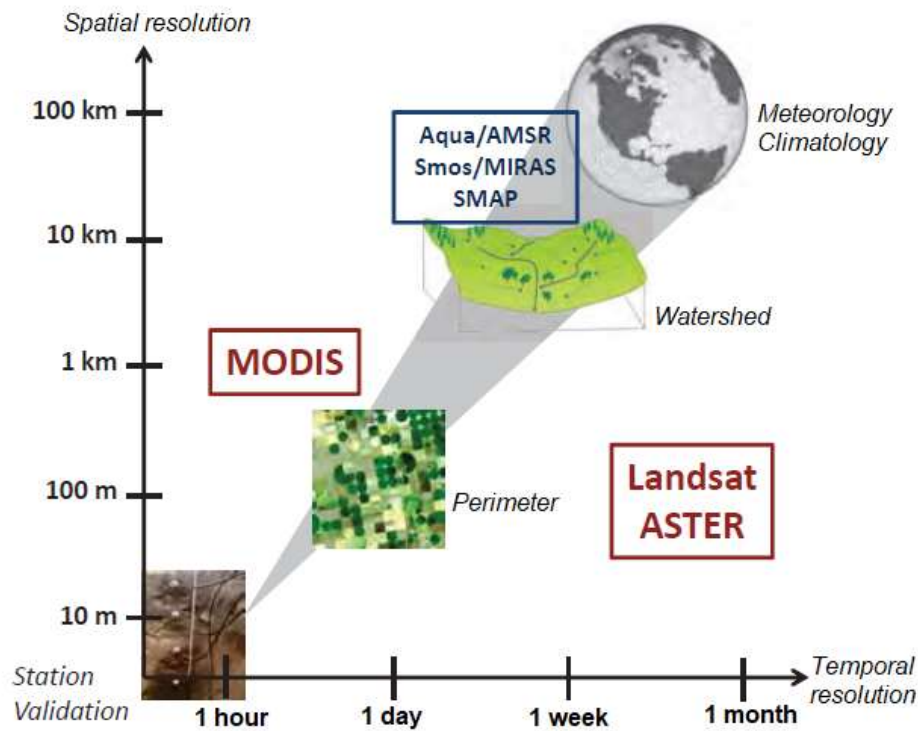 Spatial resolution
100 km
10 km
1 km
100 m
10 m
Aqua/AMSR
Smos/MIRAS
SMAP
Meteorology
Climatology
Watershed
MODIS
Perimeter
Landsat
ASTER
Station
Validation
1 hour
1 day
1 week
1 month
Temporal
resolution